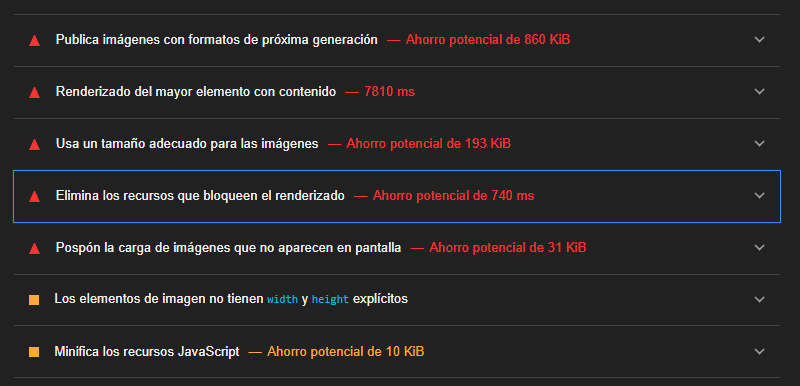 Publica imágenes con formatos de próxima generación — Ahorro potencial de 860 KiB
Renderizado del mayor elemento con contenido — 7810 ms
Usa un tamaño adecuado para las imágenes — Ahorro potencial de 193 KiB
Elimina los recursos que bloqueen el renderizado — Ahorro potencial de 740 ms
Pospón la carga de imágenes que no aparecen en pantalla — Ahorro potencial de 31 KiB
Los elementos de imagen no tienen width y height explícitos
Minifica los recursos JavaScript — Ahorro potencial de 10 KiB